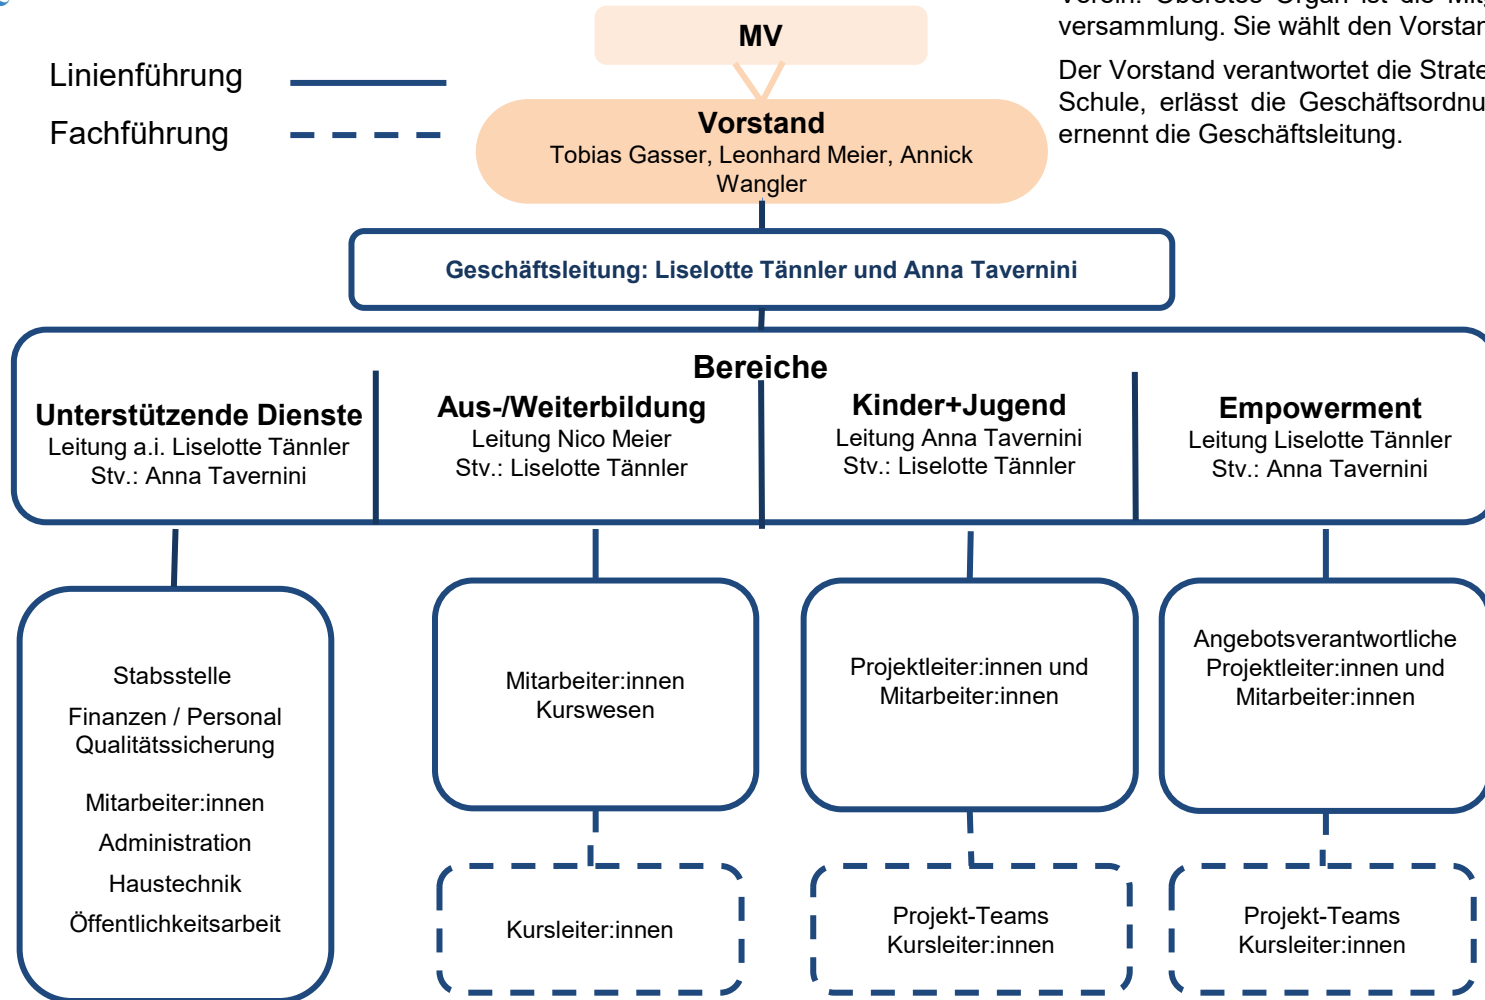 Verein. Oberstes Organ ist die
versammlung. Sie wählt den
Der Vorstand verantwortet die
Schule, erlässt die
ernennt die Geschäftsleitung.
Linienführung
Fachführung
MV
Vorstand
Tobias Gasser, Leonhard Meier, Annick
Wangler
Geschäftsleitung: Liselotte Tännler und Anna Tavernini
Bereiche
Unterstützende Dienste
Leitung a.i. Liselotte Tännler
Stv.: Anna Tavernini
Aus-/Weiterbildung
Leitung Nico Meier
Stv.: Liselotte Tännler
Kinder+Jugend
Leitung Anna Tavernini
Stv.: Liselotte Tännler
Empowerment
Leitung Liselotte Tännler
Stv.: Anna Tavernini
Stabsstelle
Finanzen / Personal
Qualitätssicherung
Mitarbeiter:innen
Administration
Haustechnik
Öffentlichkeitsarbeit
Mitarbeiter:innen
Kurswesen
Projektleiter:innen und
Mitarbeiter:innen
Angebotsverantwortliche
Projektleiter:innen und
Mitarbeiter:innen
Kursleiter:innen
Projekt-Teams
Kursleiter:innen
Projekt-Teams
Kursleiter:innen